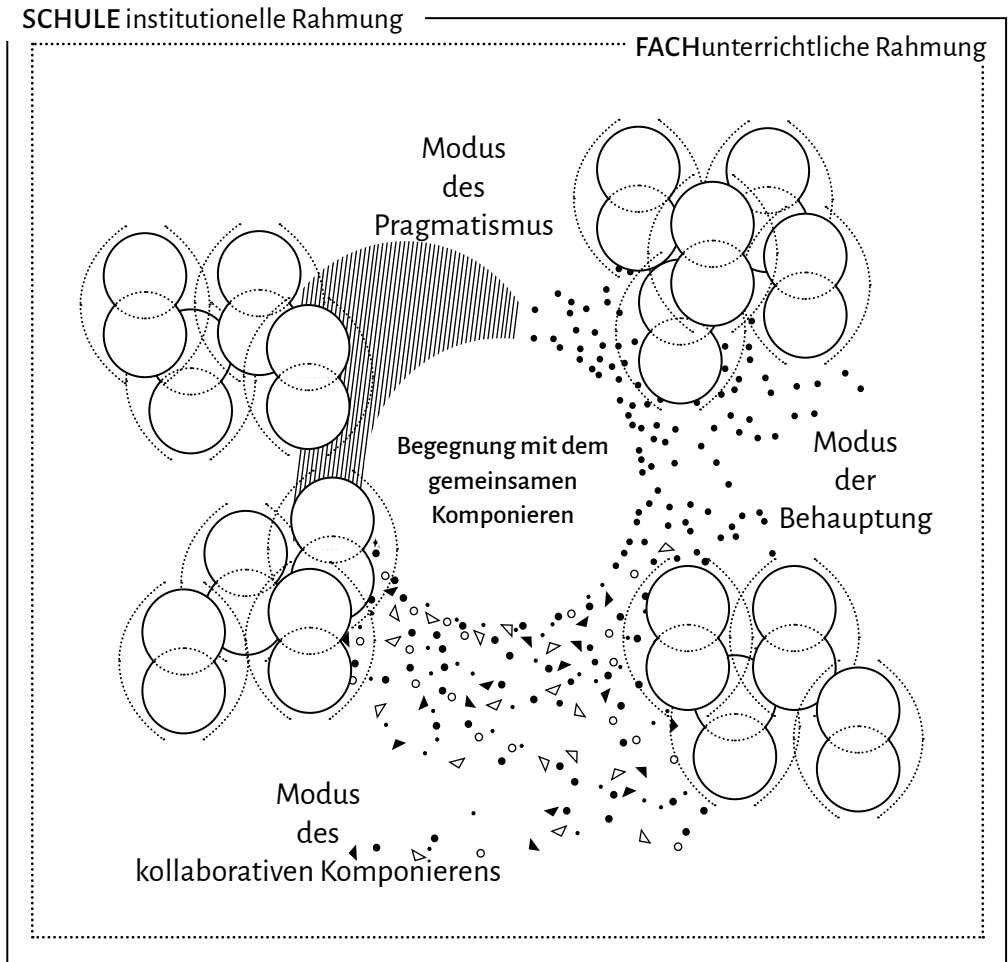 SCHULE institutionelle Rahmung
FACHunterrichtliche Rahmung
Modus
des
Pragmatismus
Begegnung mit dem
gemeinsamen
Komponieren
Modus
der
Behauptung
Modus
des
kollaborativen Komponierens